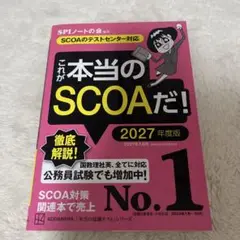 SPIノートの会
SCOAのテストセンター対応
これが
本当の
SCOAだ!
2027年度版
徹底
解説!
国数理社英、全てに対応
公務員試験でも増加中!
SCOA対策
関連本で売上
No.1